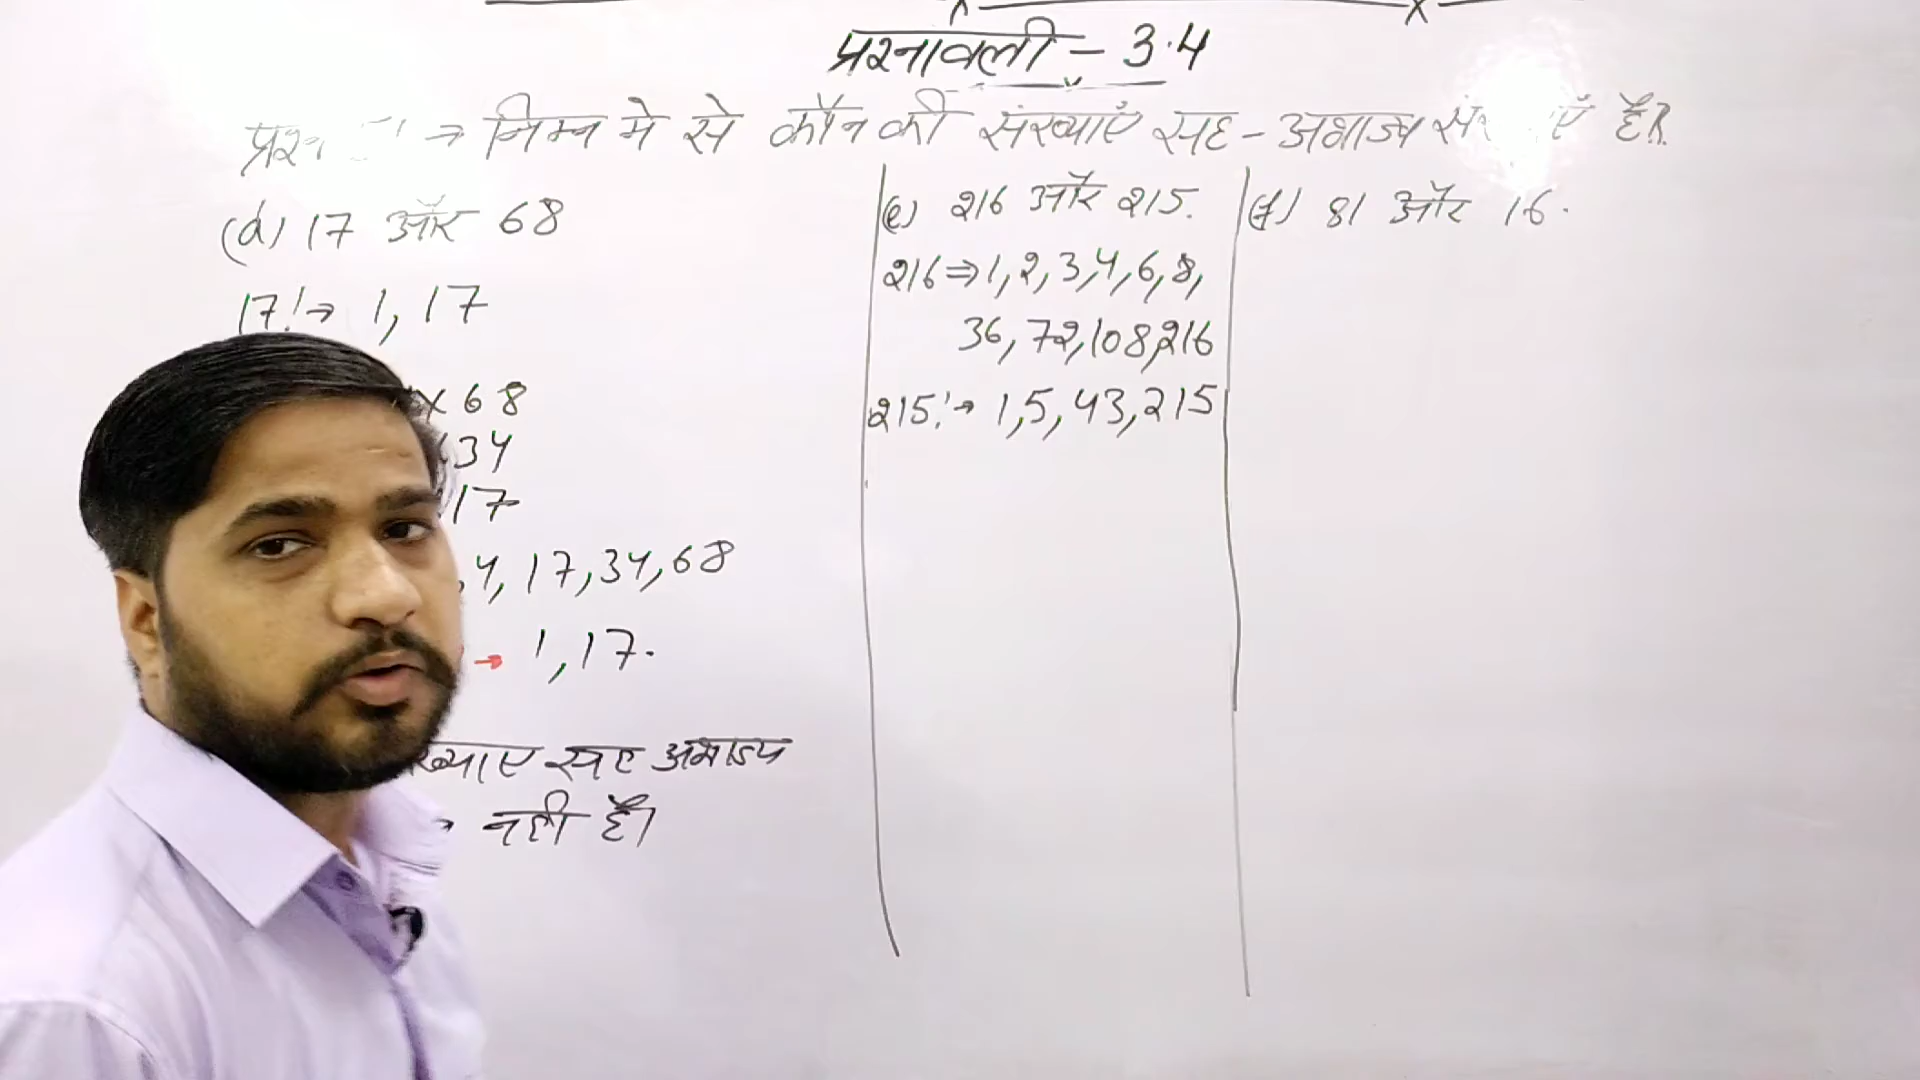 प्रश्नावली - 3.4
→ निम्न मे से कौन की संख्याएँ सह-अभाज्य है।
(d) 17 और 68
17:→ 1, 17
x 68
34
17
4, 17, 34, 68
→ 1, 17.
ख्याए सह अभाज्य
नही है।
(e) 216 और 215.
216 ⇒ 1, 2, 3, 4, 6, 8,
36, 72, 108, 216
215:→ 1, 5, 43, 215
(f) 81 और 16.